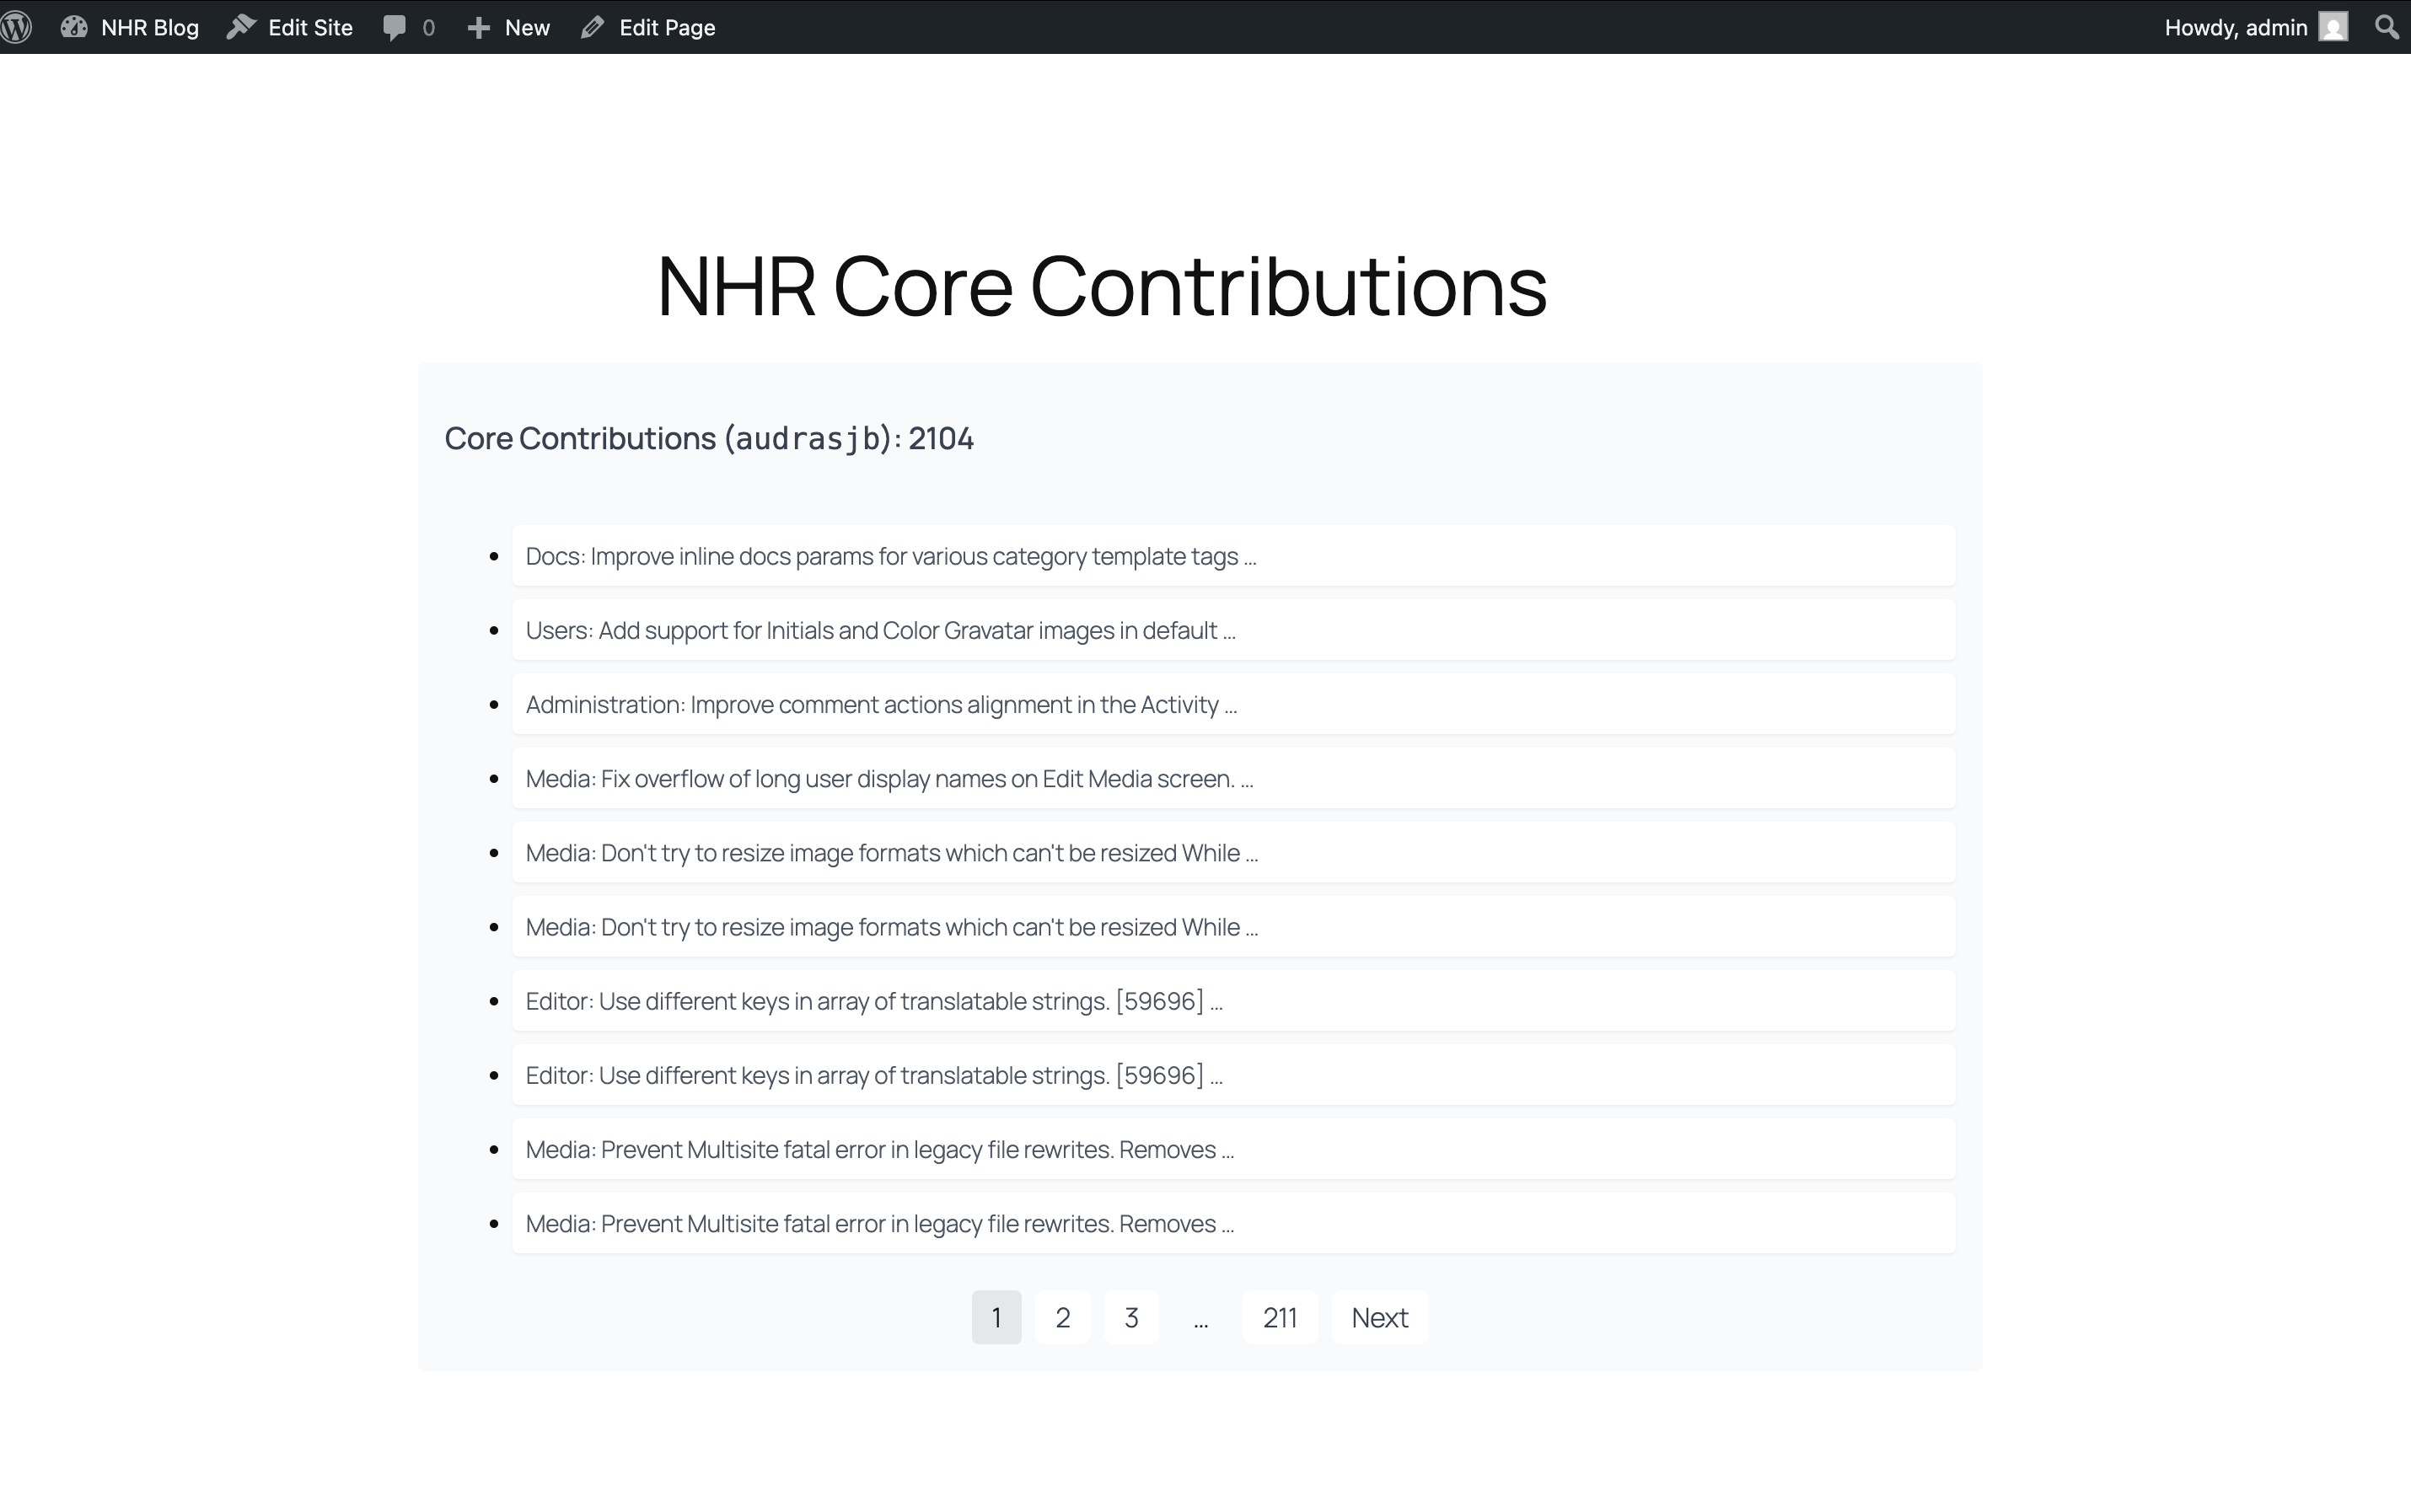 NHR Blog Edit Site 0 New Edit Page Howdy, admin
NHR Core Contributions
Core Contributions (audrasjb): 2104
Docs: Improve inline docs params for various category template tags ...
Users: Add support for Initials and Color Gravatar images in default ...
Administration: Improve comment actions alignment in the Activity ...
Media: Fix overflow of long user display names on Edit Media screen. ...
Media: Don't try to resize image formats which can't be resized While ...
Media: Don't try to resize image formats which can't be resized While ...
Editor: Use different keys in array of translatable strings. [59696] ...
Editor: Use different keys in array of translatable strings. [59696] ...
Media: Prevent Multisite fatal error in legacy file rewrites. Removes ...
Media: Prevent Multisite fatal error in legacy file rewrites. Removes ...
1 2 3 ... 211 Next